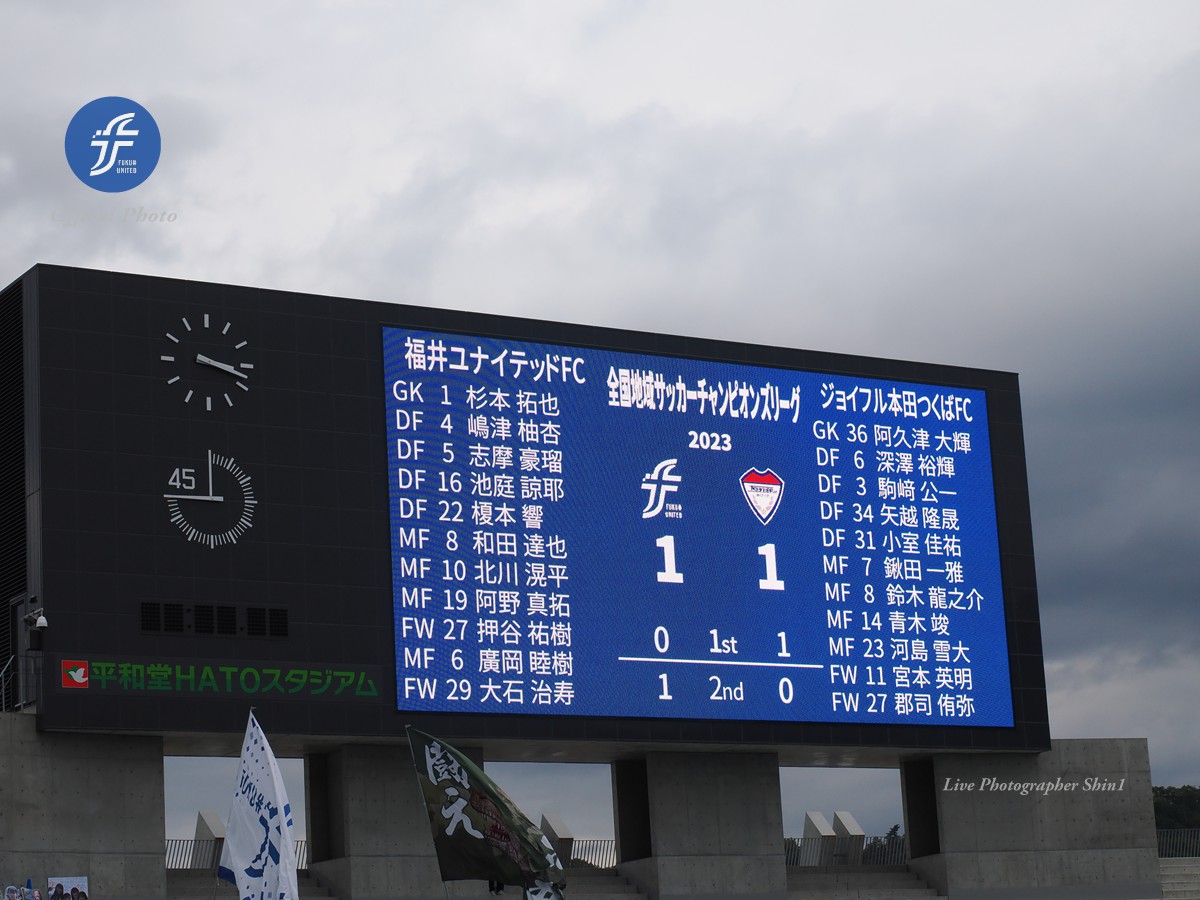 FUKUI
UNITED
Photo
45
平和堂HATOスタジアム
福井ユナイテッドFC
GK 1 杉本 拓也
DF 4 嶋津 柚杏
DF 5 志摩 豪瑠
DF 16 池庭 諒耶
DF 22 榎本 響
MF 8 和田 達也
MF 10 北川 滉平
MF 19 阿野 真拓
FW 27 押谷 祐樹
MF 6 廣岡 睦樹
FW 29 大石 治寿
全国地域サッカーチャンピオンズリーグ
2023
FUKUI
UNITED
1 1
0 1st 1
1 2nd 0
ジョイフル本田つくばFC
GK 36 阿久津 大輝
DF 6 深澤 裕輝
DF 3 駒﨑 公一
DF 34 矢越 隆晟
DF 31 小室 佳祐
MF 7 鍬田 一雅
MF 8 鈴木 龍之介
MF 14 青木 竣
MF 23 河島 雪大
FW 11 宮本 英明
FW 27 郡司 侑弥
闘え
Live Photographer Shin1